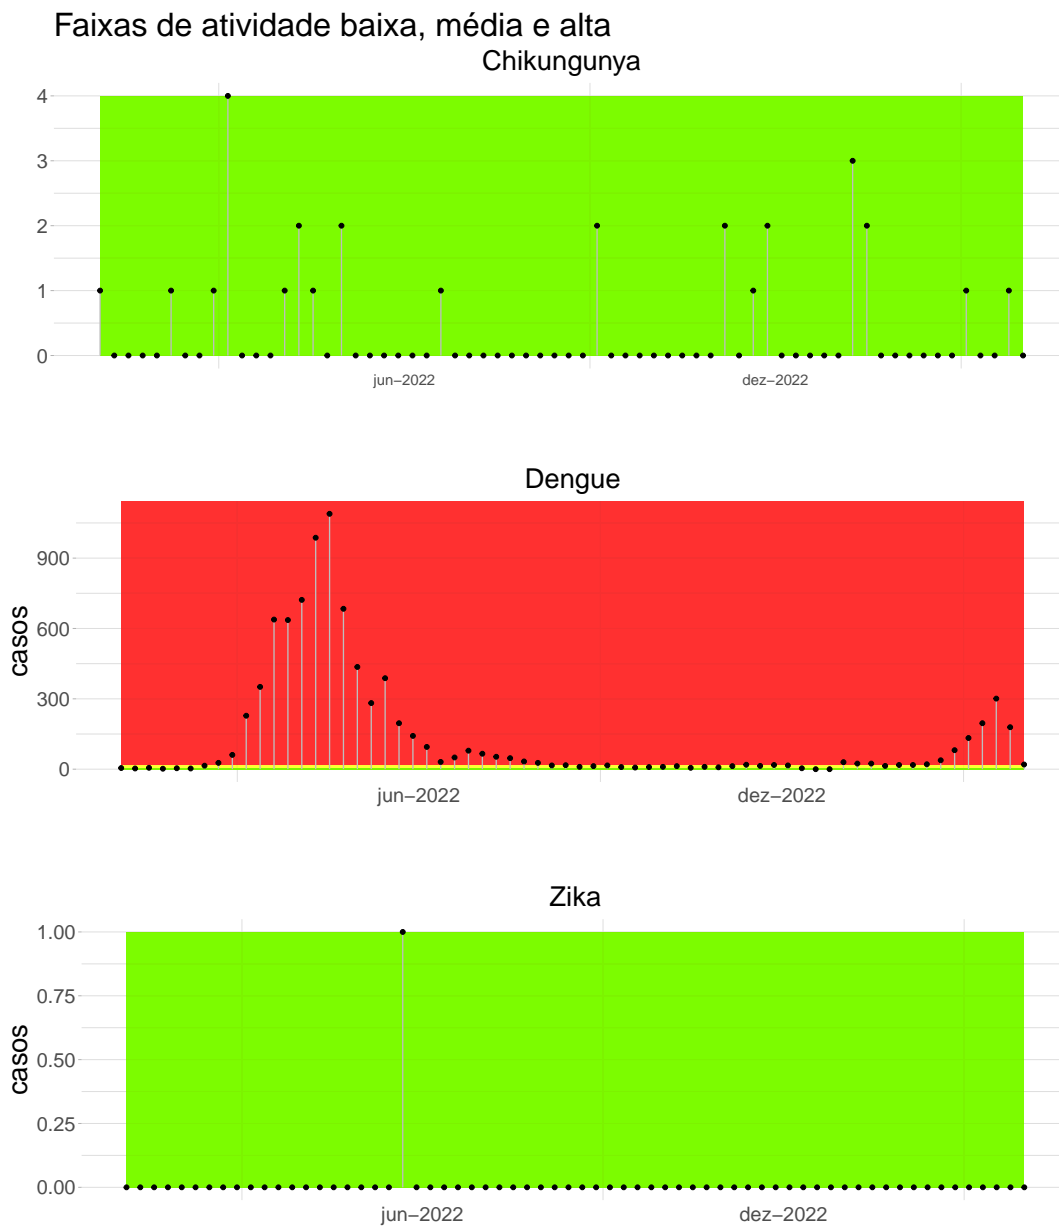 Faixas de atividade baixa, média e alta
Chikungunya
4
3
2
1
0
jun−2022
dez−2022
Dengue
casos
900
600
300
0
jun−2022
dez−2022
Zika
casos
1.00
0.75
0.50
0.25
0.00
jun−2022
dez−2022